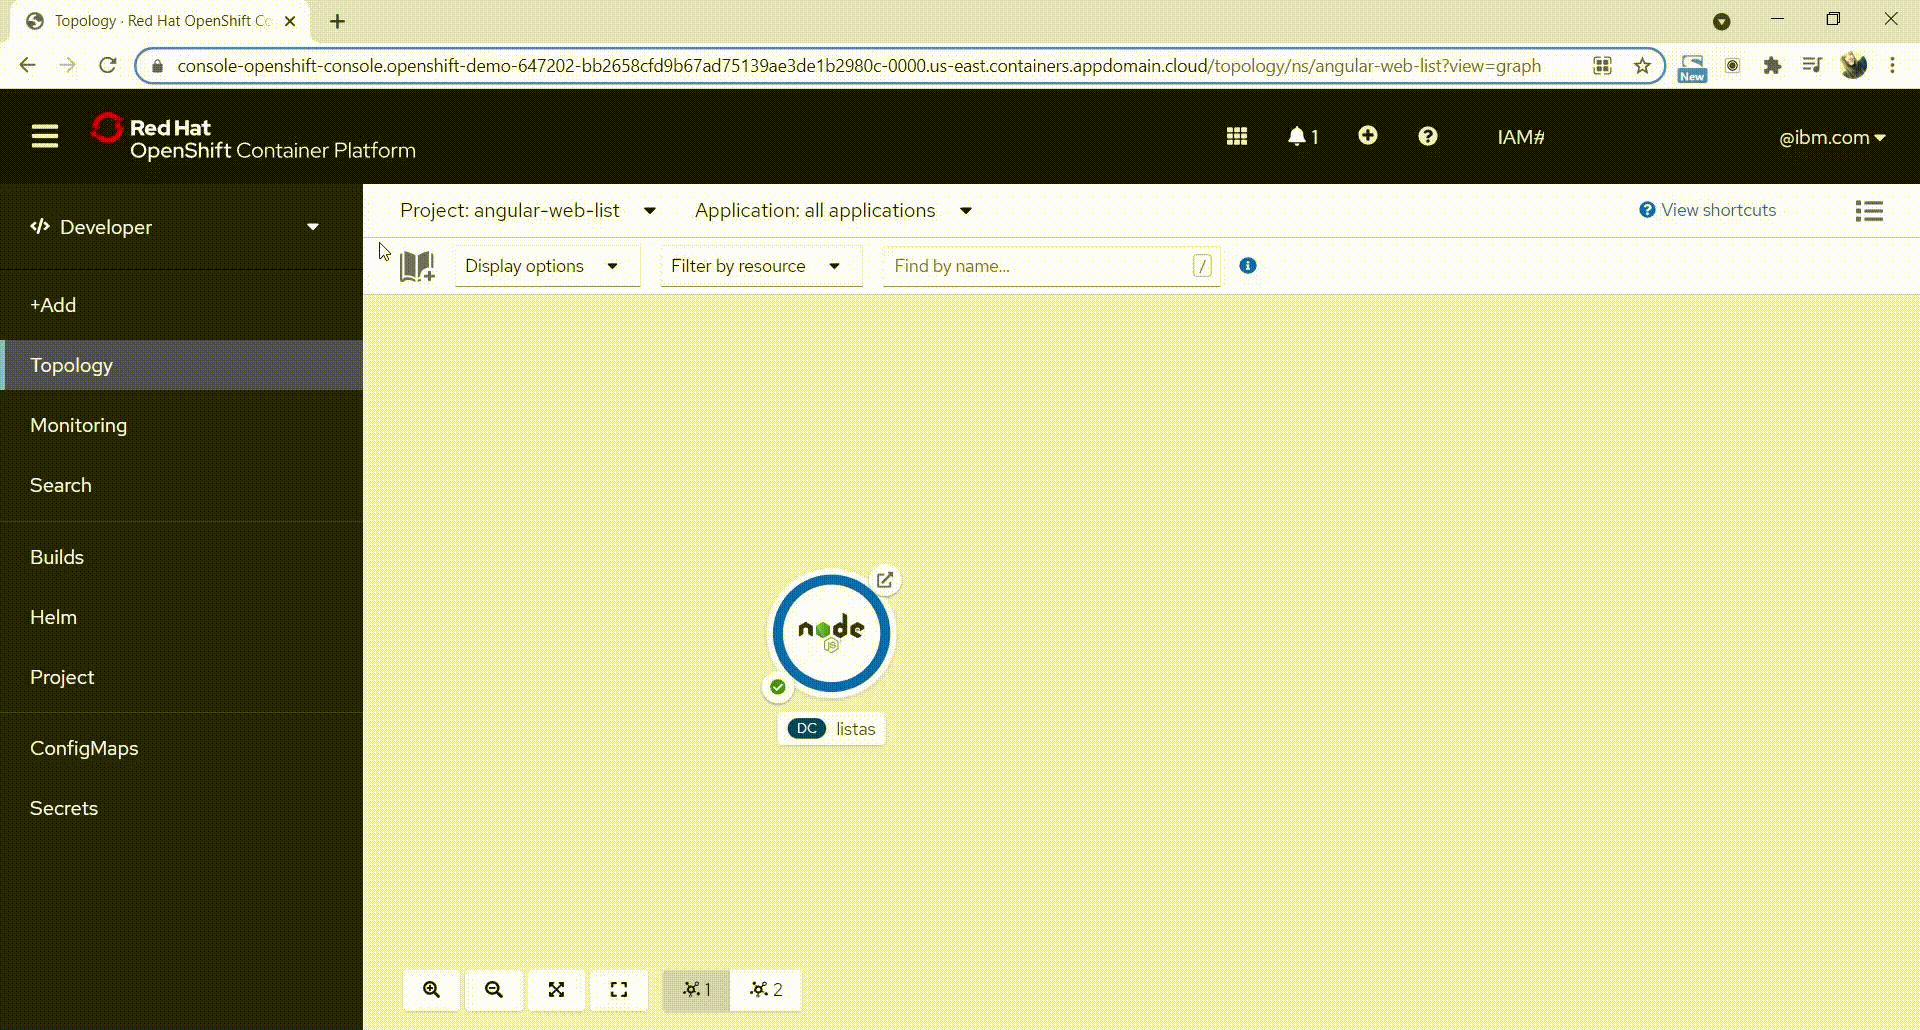 Topology · Red Hat OpenShift Co
console-openshift-console.openshift-demo-647202-bb2658cfd9b67ad75139ae3de1b2980c-0000.us-east.containers.appdomain.cloud/topology/ns/angular-web-list?view=graph
New
Red Hat
OpenShift Container Platform
1
IAM#
@ibm.com
Developer
Project: angular-web-list
Application: all applications
View shortcuts
Display options
Filter by resource
Find by name...
/
+Add
Topology
Monitoring
Search
Builds
Helm
Project
ConfigMaps
Secrets
node
JS
DC listas
1
2